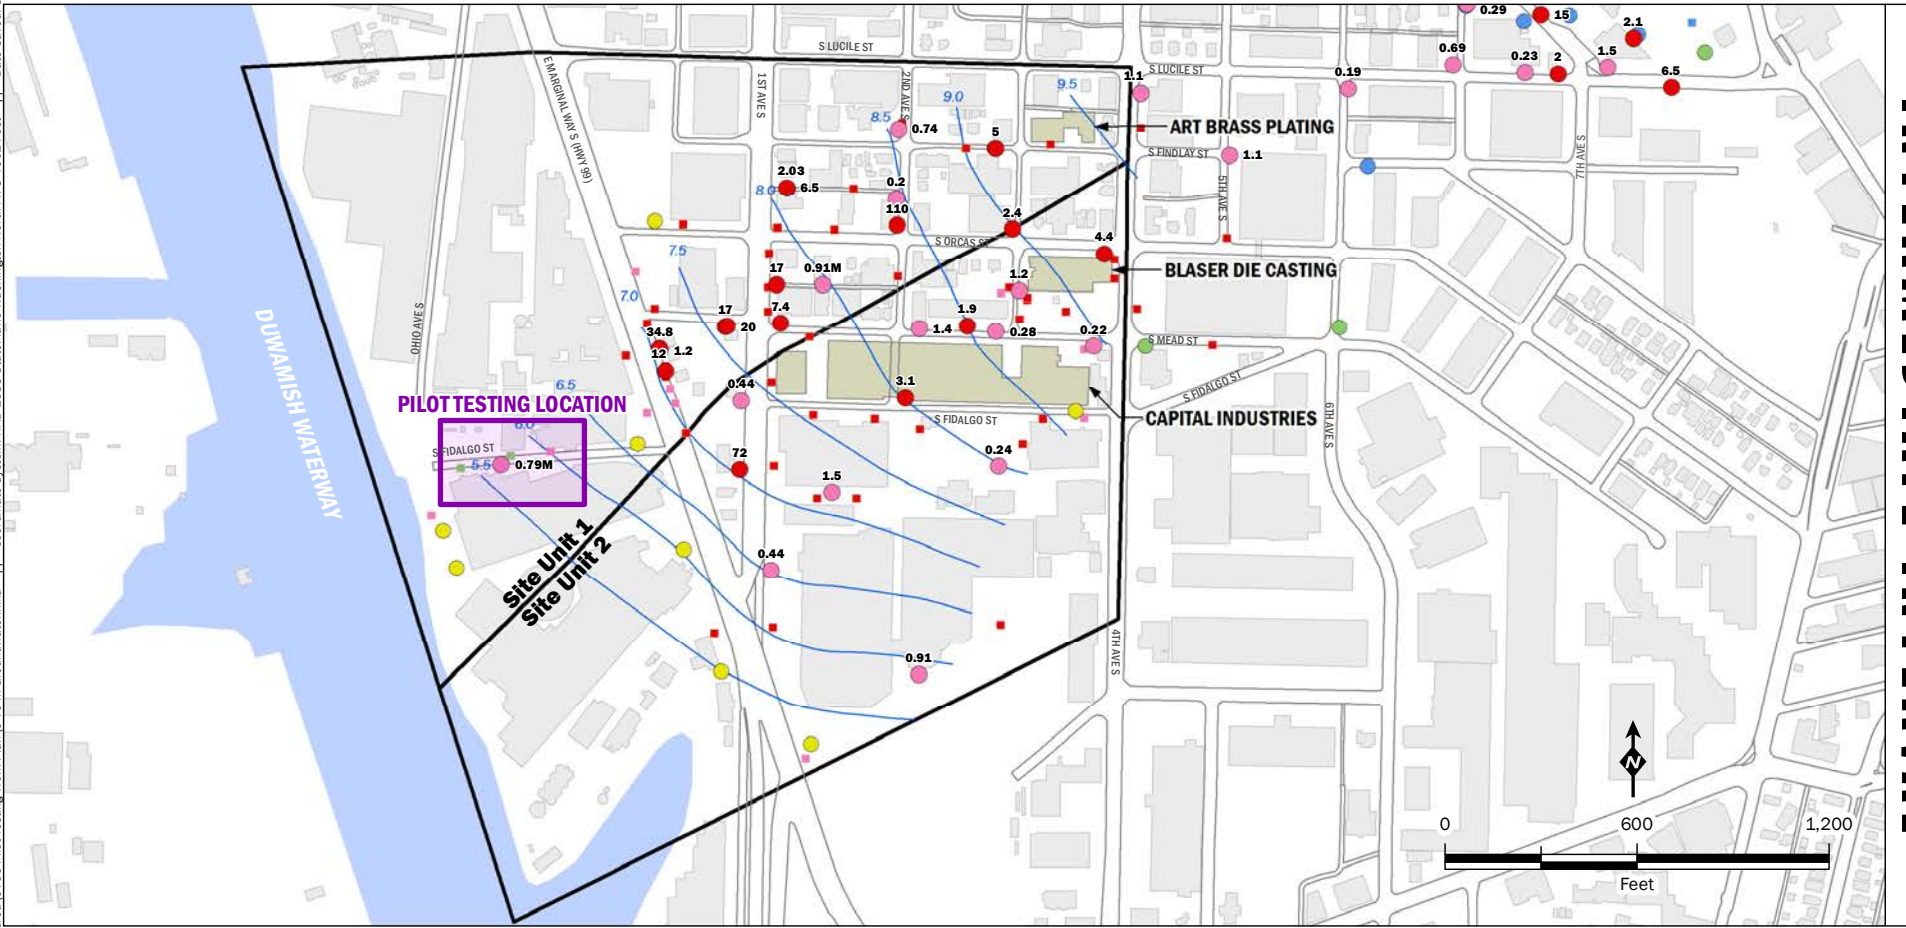 0.29
15
2.1
0.69
0.23
2
1.5
6.5
S LUCILE ST
S LUCILE ST
1.1
0.19
E MARGINAL WAY S (HWY 99)
1ST AVE S
2ND AVE S
9.5
9.0
8.5
0.74
5
ART BRASS PLATING
S FINDLAY ST
1.1
7TH AVE S
5TH AVE S
2.03
6.5
8.0
0.2
110
2.4
S ORCAS ST
4.4
7.5
17
0.91M
1.2
BLASER DIE CASTING
7.0
17
20
7.4
1.4
1.9
0.28
0.22
S MEAD ST
OHIO AVE S
DUWAMISH WATERWAY
34.8
12
1.2
6.5
0.44
3.1
S FIDALGO ST
PILOT TESTING LOCATION
S FIDALGO ST
CAPITAL INDUSTRIES
6TH AVE S
6.0
S FIDALGO ST
5.5
0.79M
72
0.24
1.5
Site Unit 1
Site Unit 2
0.44
4TH AVE S
0.91
N
0
600
1,200
Feet